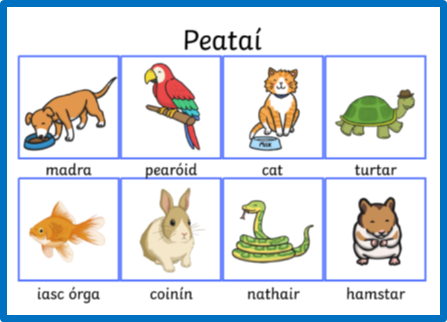 Peataí
madra pearóid cat turtar
iasc órga coinín nathair hamstar